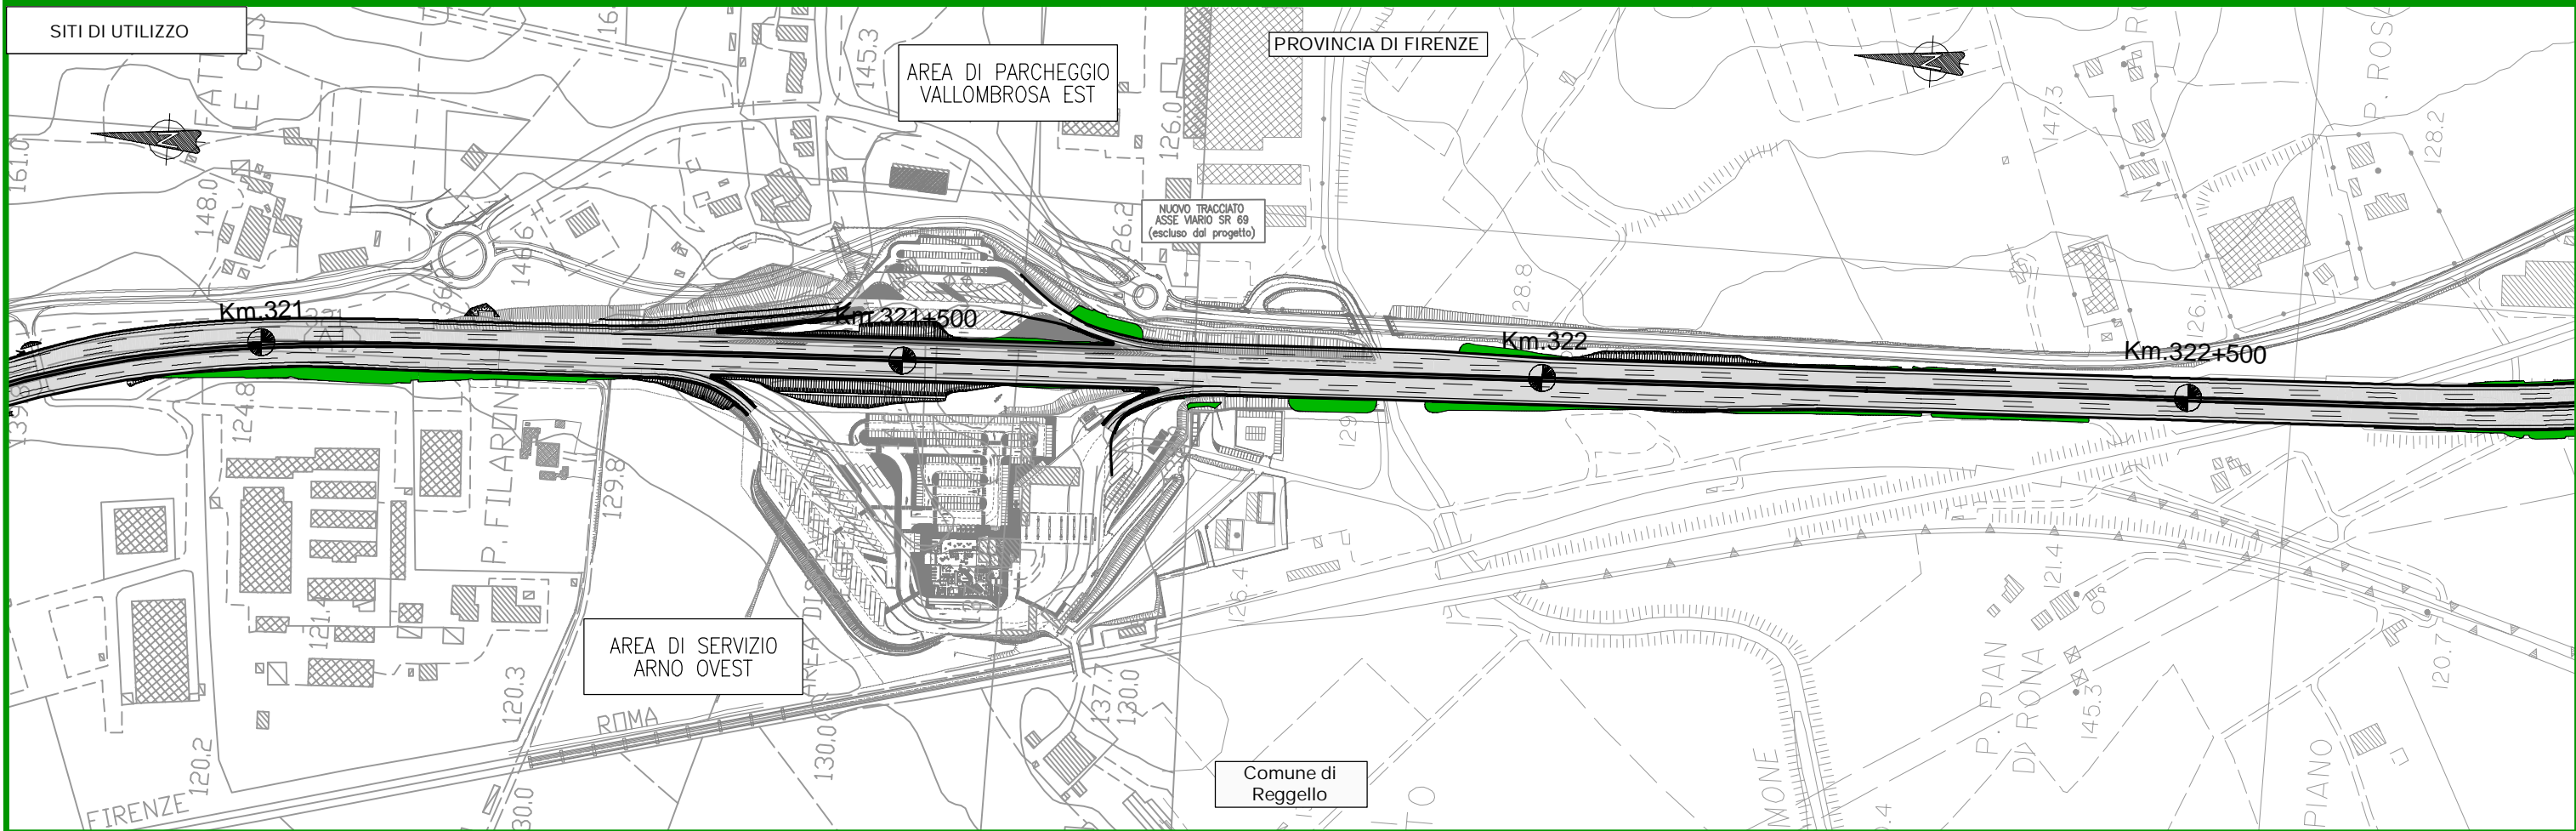 SITI DI UTILIZZO
AREA DI PARCHEGGIO
VALLOMBROSA EST
PROVINCIA DI FIRENZE
NUOVO TRACCIATO
ASSE VIARIO SR 69
(escluso dal progetto)
145.3
126.0
126.2
161.0
148.0
147.3
128.2
P. ROSA
128.8
126.1
N
N
Km.321
Km.321+500
Km.322
Km.322+500
124.8
P. FILARONE
129.8
129
AREA DI SERVIZIO
ARNO OVEST
121.4
120.3
120.2
130.0
137.7
130.0
126.4
ROMA
FIRENZE
Comune di
Reggello
P. PIAN
DI RONA
121.4
145.3
120.7
MONE
PIANO